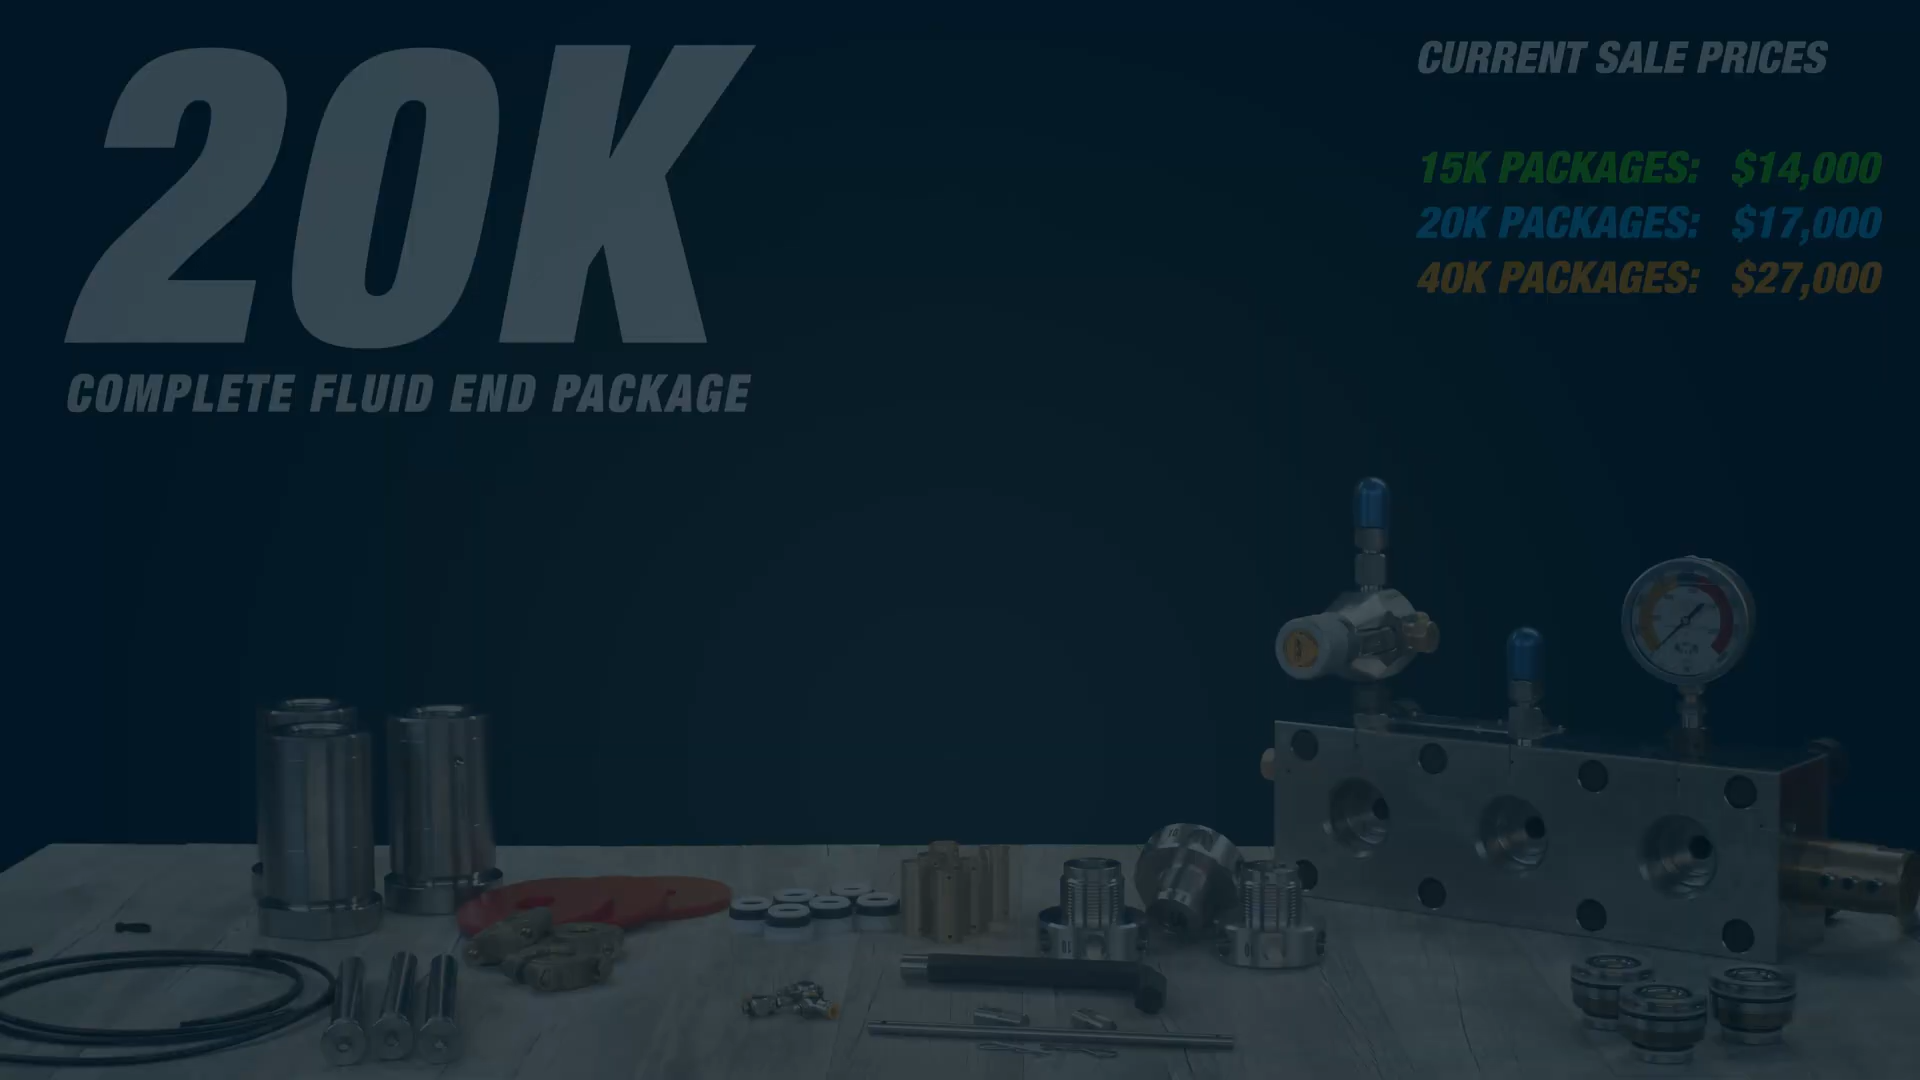 20K
COMPLETE FLUID END PACKAGE
CURRENT SALE PRICES
15K PACKAGES: $14,000
20K PACKAGES: $17,000
40K PACKAGES: $27,000